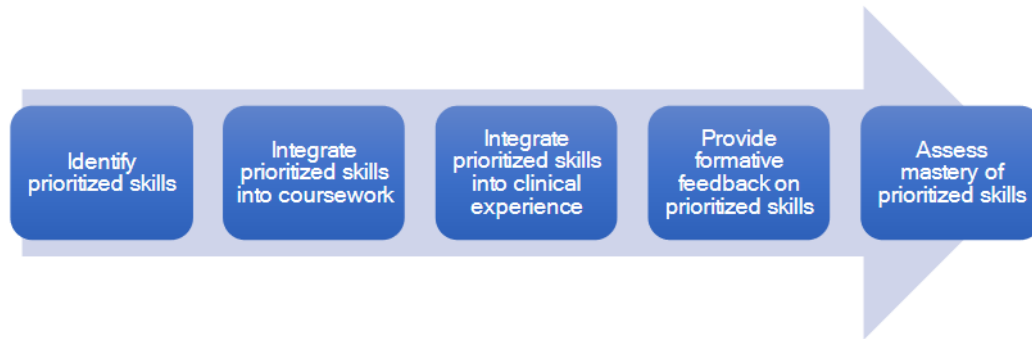 Identify
prioritized skills
Integrate
prioritized skills
into coursework
Integrate
prioritized skills
into clinical
experience
Provide
formative
feedback on
prioritized skills
Assess
mastery of
prioritized skills